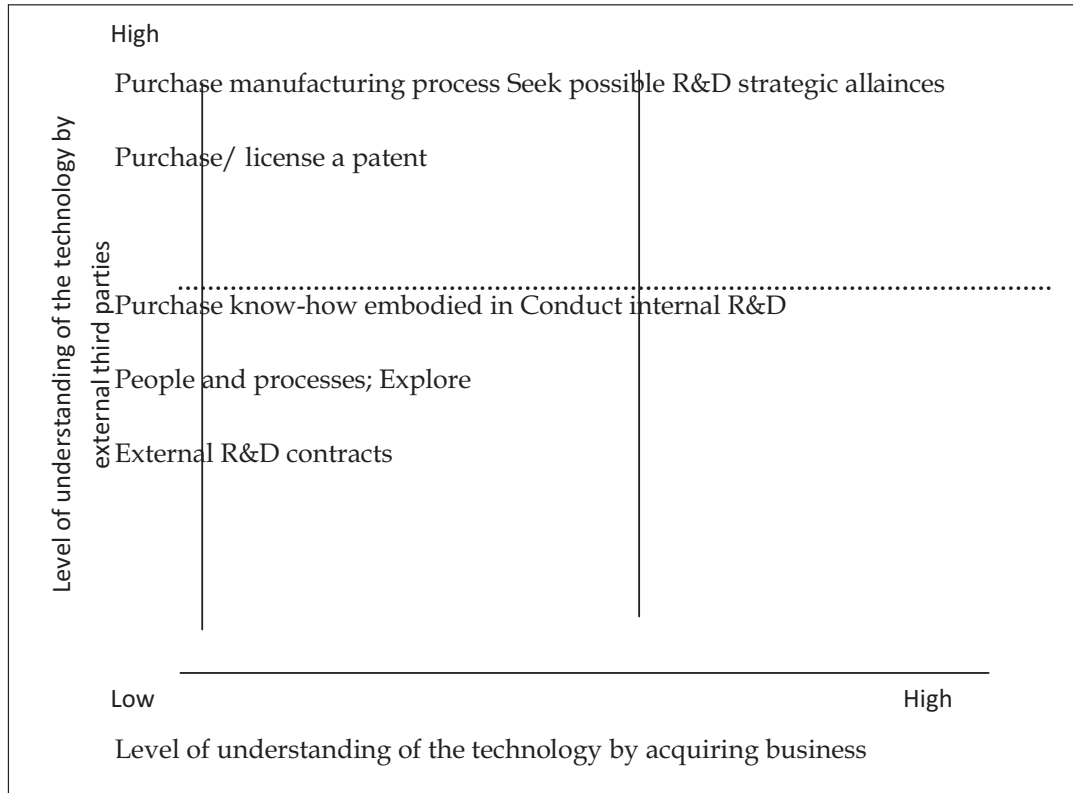 High
Purchase manufacturing process Seek possible R&D strategic allainces
Purchase/ license a patent
Level of understanding of the technology by
external third parties
Purchase know-how embodied in Conduct internal R&D
People and processes; Explore
External R&D contracts
Low High
Level of understanding of the technology by acquiring business